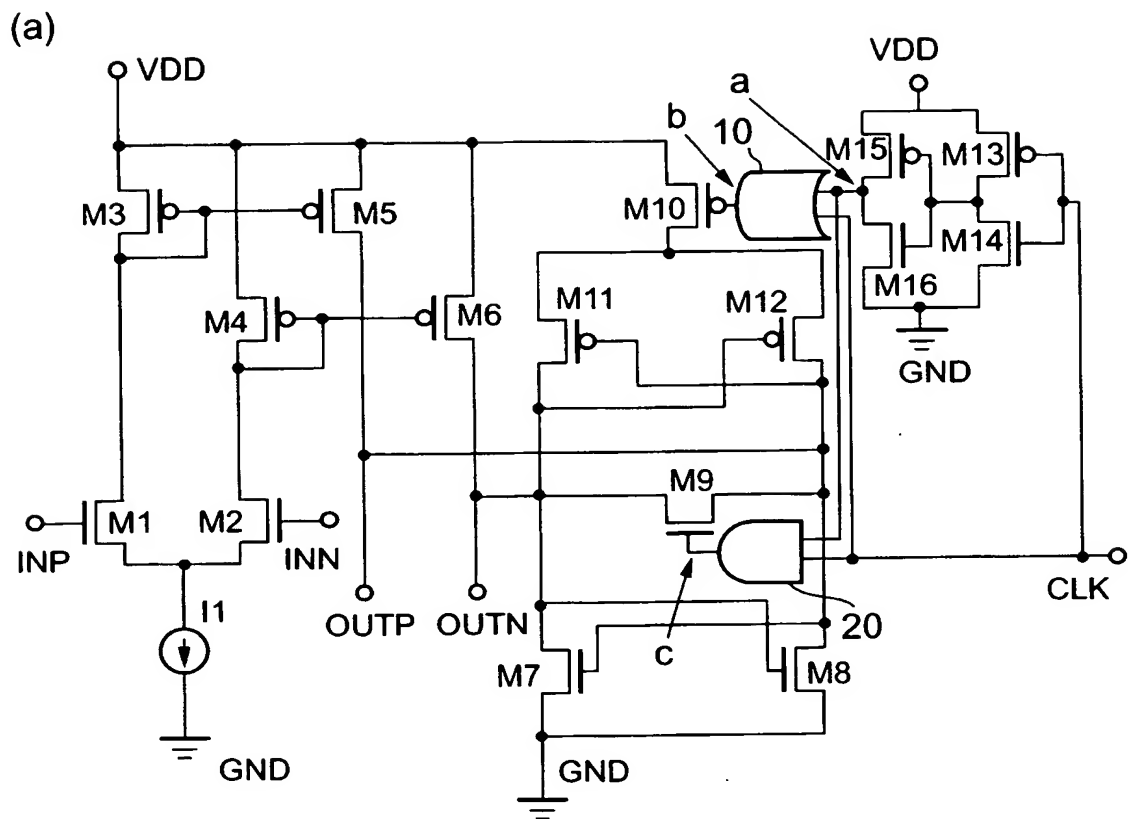 (a)
VDD
VDD
a
b
10
M15
M13
M3
M5
M10
M14
M16
M11
M12
M4
M6
GND
M9
M1
M2
INP
INN
CLK
I1
OUTP
OUTN
20
c
M7
M8
GND
GND